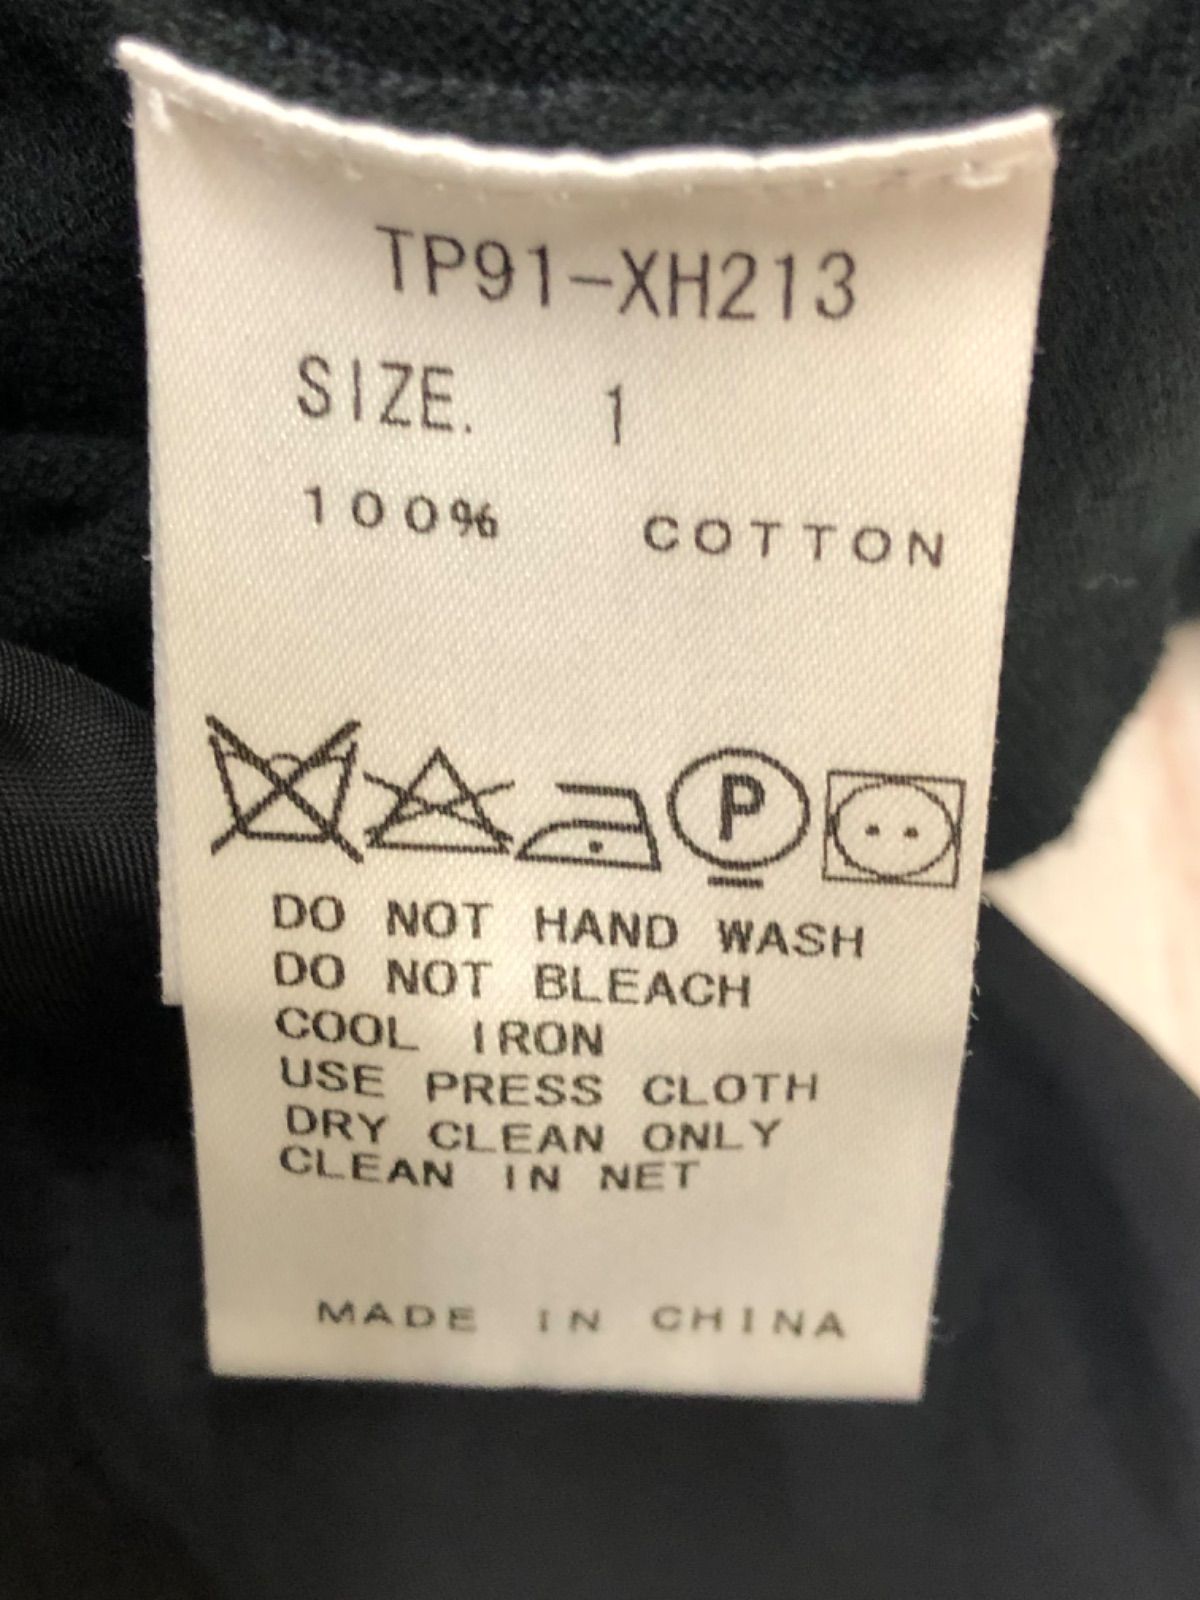 TP91-XH213
SIZE. 1
100% COTTON
P
DO NOT HAND WASH
DO NOT BLEACH
COOL IRON
USE PRESS CLOTH
DRY CLEAN ONLY
CLEAN IN NET
MADE IN CHINA